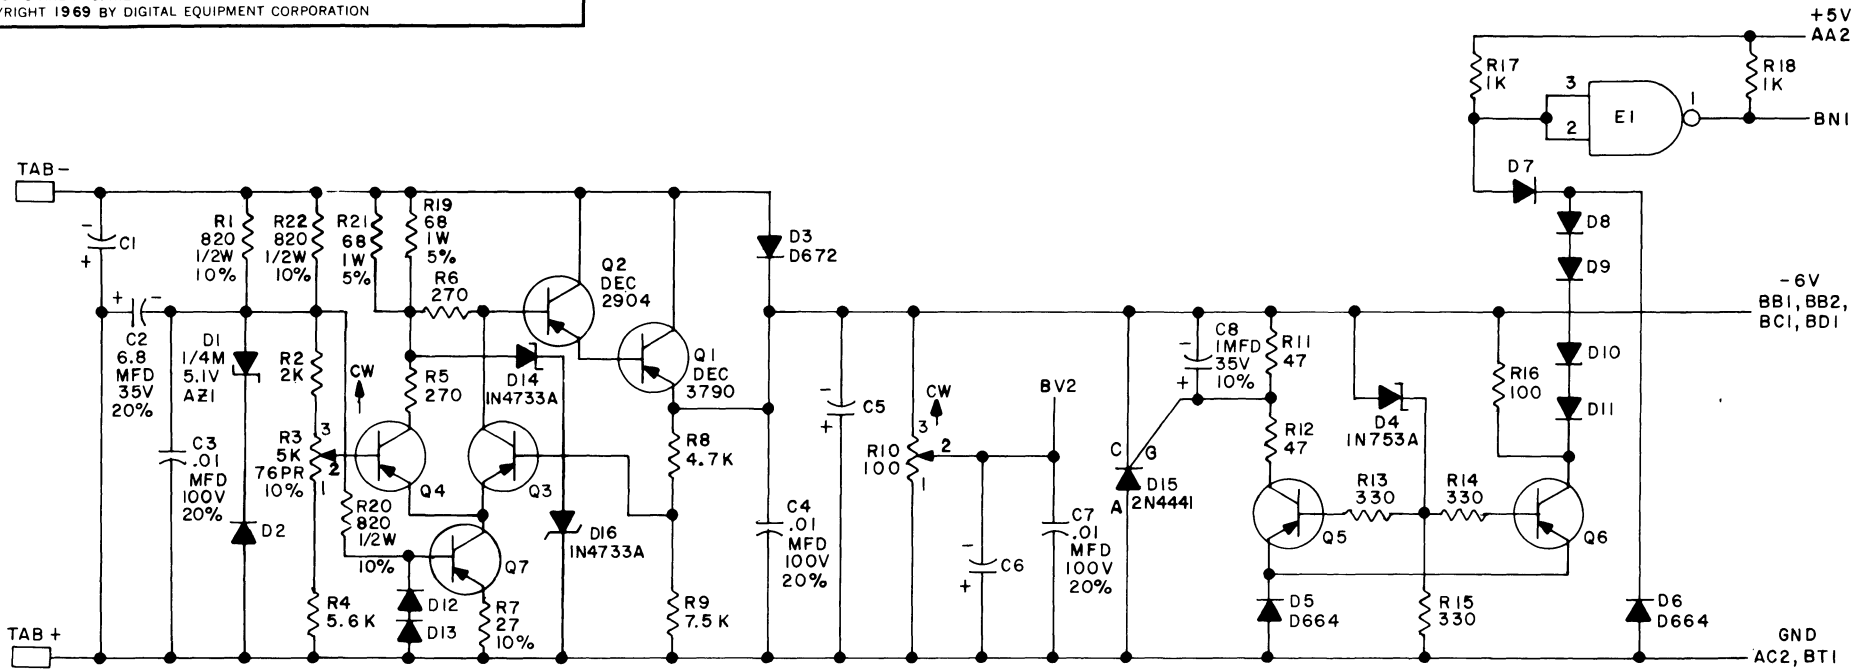 YRIGHT 1969 BY DIGITAL EQUIPMENT CORPORATION
+5V
AA2
R17
1K
R18
1K
3
2
E1
1
BN1
D7
TAB-
-
C1
+
R1
820
1/2W
10%
R22
820
1/2W
10%
R21
68
1W
5%
R19
68
1W
5%
R6
270
Q2
DEC
2904
D3
D672
D8
D9
-6V
BB1, BB2,
BC1, BD1
+ -
C2
6.8
MFD
35V
20%
D1
1/4M
5.1V
AZ1
R2
2K
CW
R5
270
D14
1N4733A
Q1
DEC
3790
-
C5
+
CW
BV2
-
C8
1MFD
35V
10%
+
R11
47
D4
1N753A
R16
100
D10
D11
C3
.01
MFD
100V
20%
R3
5K
76PR
10%
3
2
1
Q4
Q3
R8
4.7K
R10
100
3
2
1
C
G
A
D15
2N4441
R12
47
Q5
R13
330
R14
330
Q6
D2
R20
820
1/2W
10%
Q7
D16
1N4733A
C4
.01
MFD
100V
20%
-
C6
+
C7
.01
MFD
100V
20%
R4
5.6K
D12
D13
R7
27
10%
R9
7.5K
D5
D664
R15
330
D6
D664
TAB+
GND
AC2, BT1